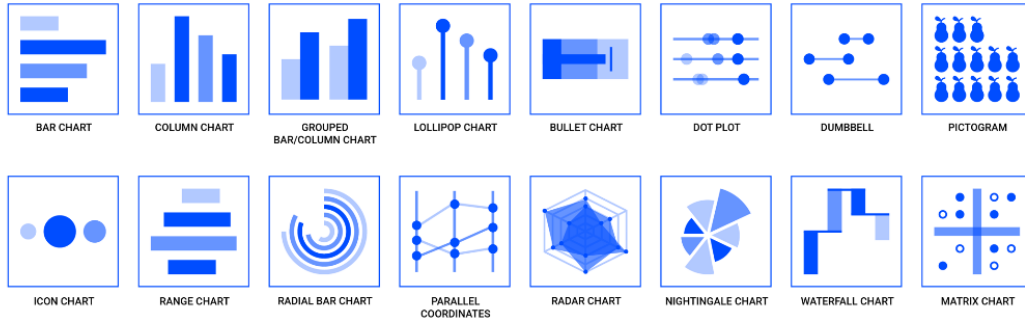 BAR CHART
COLUMN CHART
GROUPED
BAR/COLUMN CHART
LOLLIPOP CHART
BULLET CHART
DOT PLOT
DUMBBELL
PICTOGRAM
ICON CHART
RANGE CHART
RADIAL BAR CHART
PARALLEL
COORDINATES
RADAR CHART
NIGHTINGALE CHART
WATERFALL CHART
MATRIX CHART